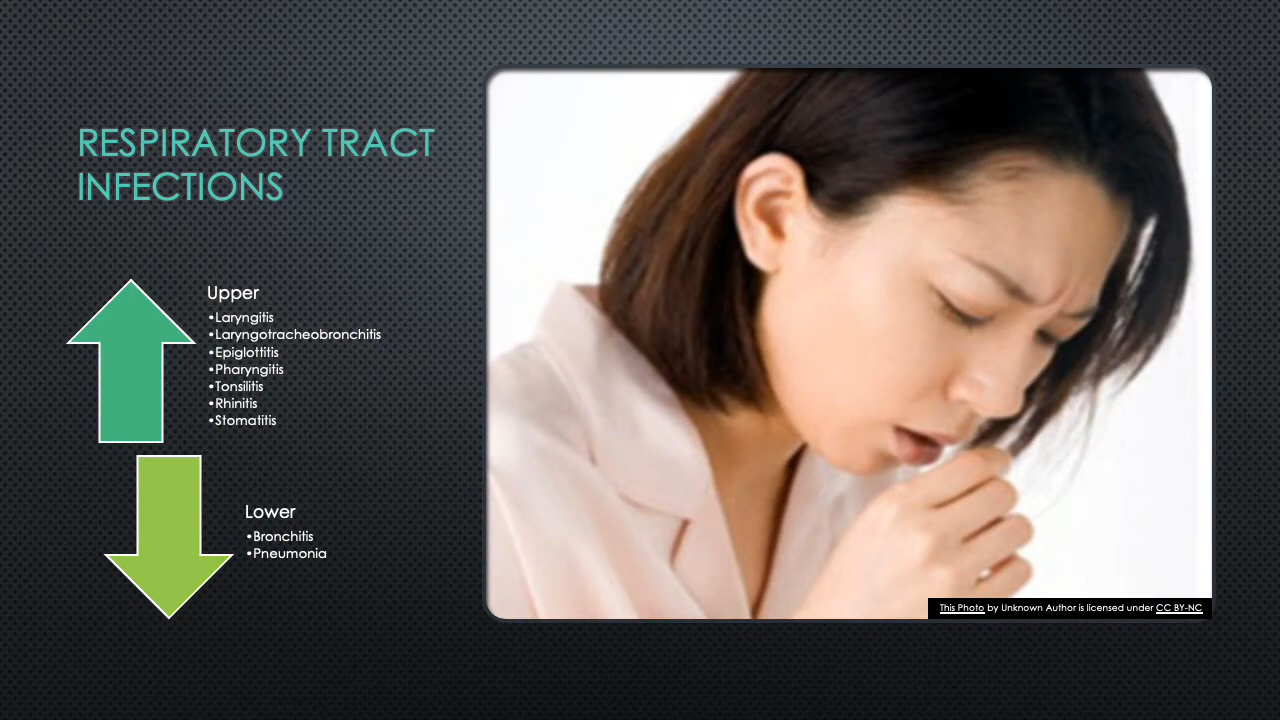 RESPIRATORY TRACT
INFECTIONS
Upper
•Laryngitis
•Laryngotracheobronchitis
•Epiglottitis
•Pharyngitis
•Tonsilitis
•Rhinitis
•Stomatitis
Lower
•Bronchitis
•Pneumonia
This Photo by Unknown Author is licensed under CC BY-NC